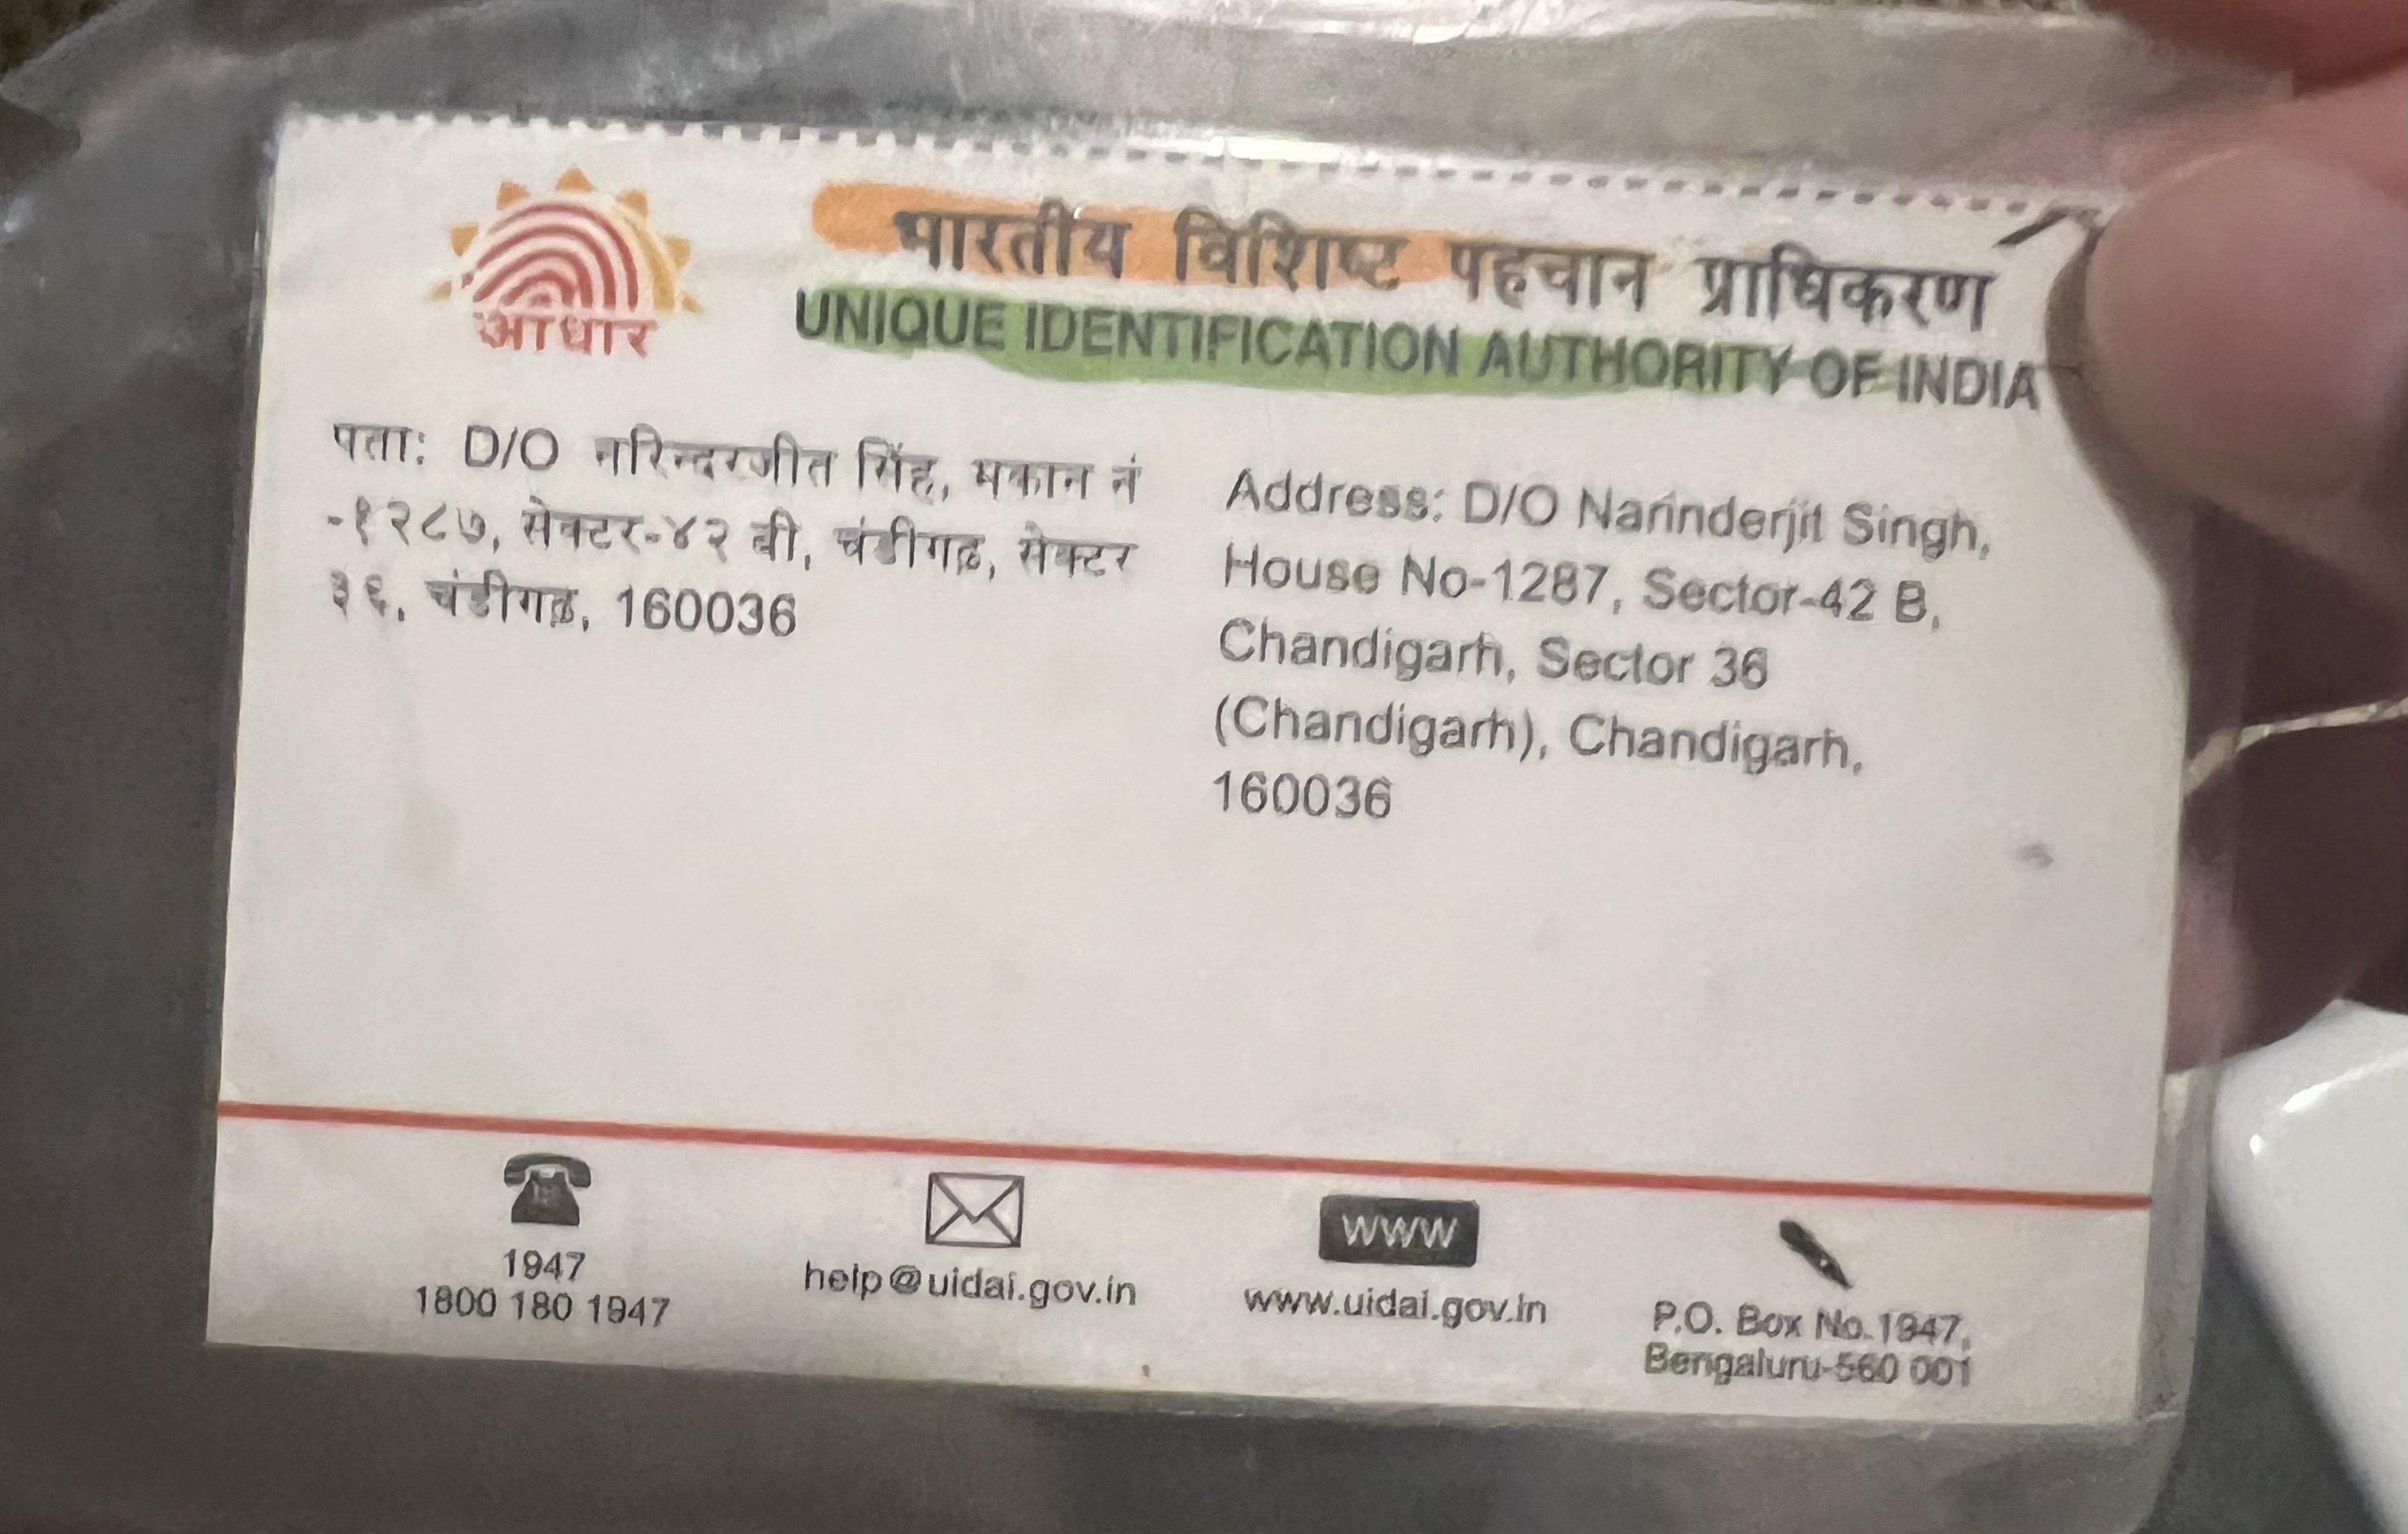 आधार
भारतीय विशिष्ट पहचान प्राधिकरण
UNIQUE IDENTIFICATION AUTHORITY OF INDIA
पता: D/O नरिन्दरजीत सिंह, मकान नं
-१२८७, सेक्टर-४२ बी, चंडीगढ़, सेक्टर
३६, चंडीगढ़, 160036
Address: D/O Narinderjit Singh,
House No-1287, Sector-42 B,
Chandigarh, Sector 36
(Chandigarh), Chandigarh,
160036
1947
1800 180 1947
help@uidai.gov.in
WWW
www.uidai.gov.in
P.O. Box No.1947,
Bengaluru-560 001